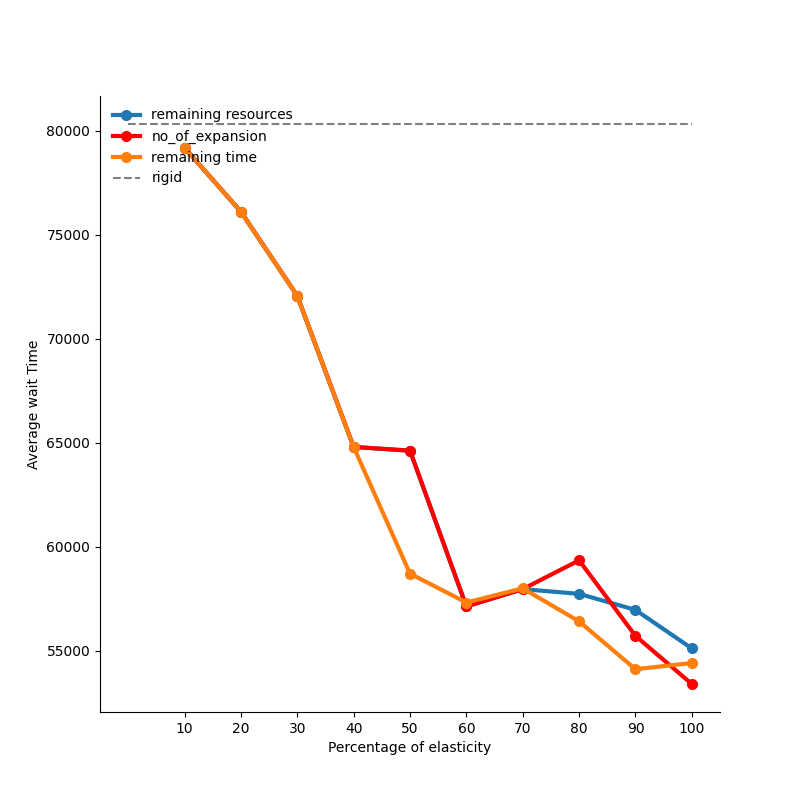 remaining resources
no_of_expansion
remaining time
rigid
80000
75000
70000
65000
60000
55000
Average wait Time
10 20 30 40 50 60 70 80 90 100
Percentage of elasticity